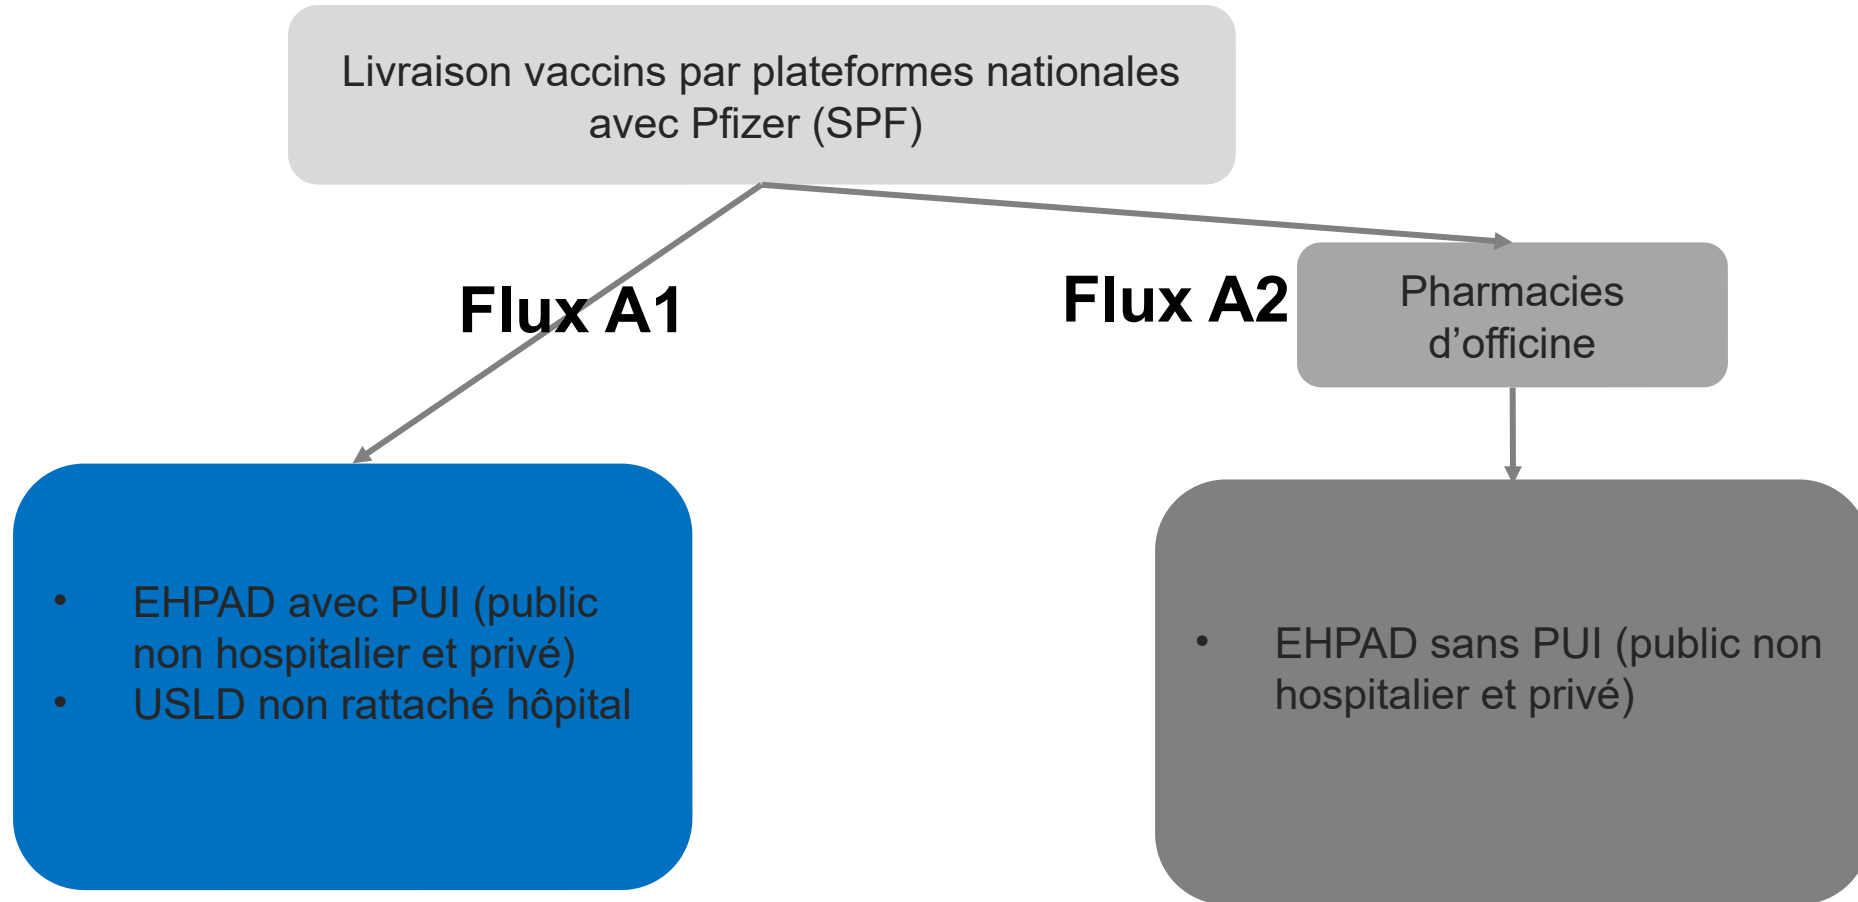 Livraison vaccins par plateformes nationales
avec Pfizer (SPF)
Flux A1
Flux A2
Pharmacies
d’officine
• EHPAD avec PUI (public
non hospitalier et privé)
• USLD non rattaché hôpital
• EHPAD sans PUI (public non
hospitalier et privé)